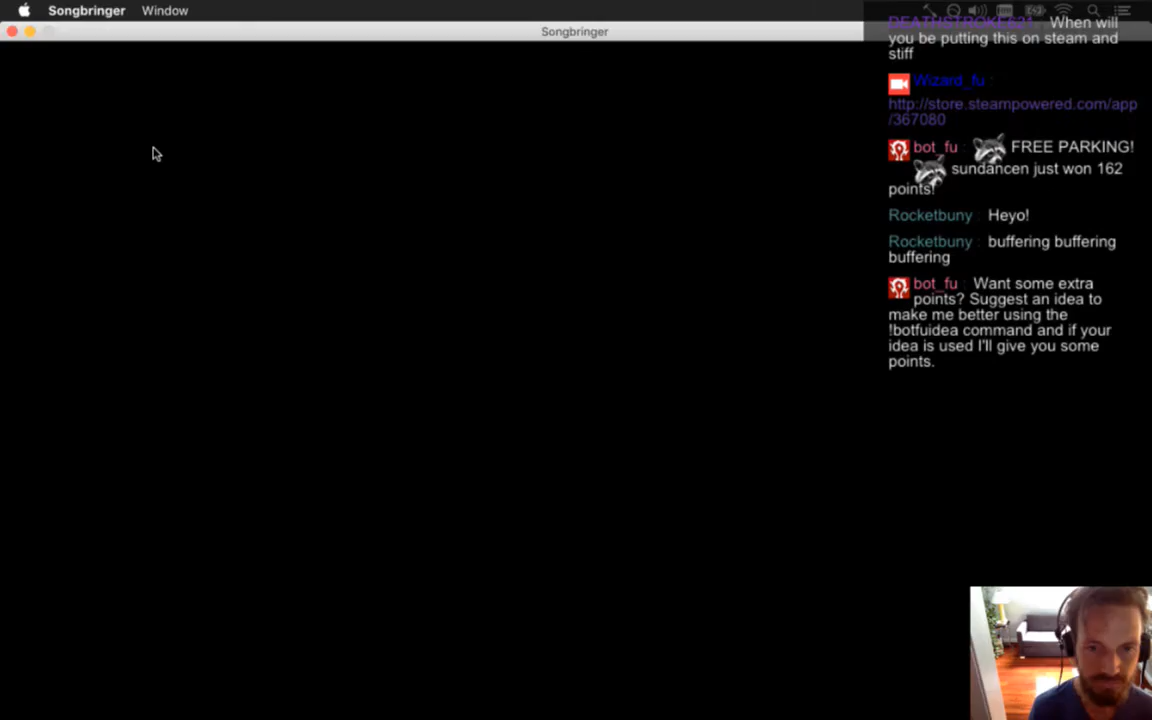 Songbringer Window
Songbringer
When will
you be putting this on steam and
stiff
Wizard_fu :
http://store.steampowered.com/app
/367080
bot_fu : FREE PARKING!
sundancen just won 162
points!
Rocketbuny : Heyo!
Rocketbuny : buffering buffering
buffering
bot_fu : Want some extra
points? Suggest an idea to
make me better using the
!botfuidea command and if your
idea is used I'll give you some
points.